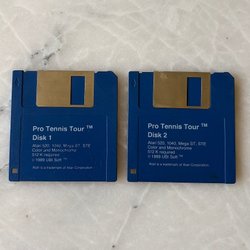 Pro Tennis Tour ™
Disk 1
Atari 520, 1040, Mega ST, STE
Color and Monochrome
512 K required
© 1989 UBI Soft ™
Atari is a trademark of Atari Corporation
Pro Tennis Tour ™
Disk 2
Atari 520, 1040, Mega ST, STE
Color and Monochrome
512 K required
© 1989 UBI Soft ™
Atari is a trademark of Atari Corporation